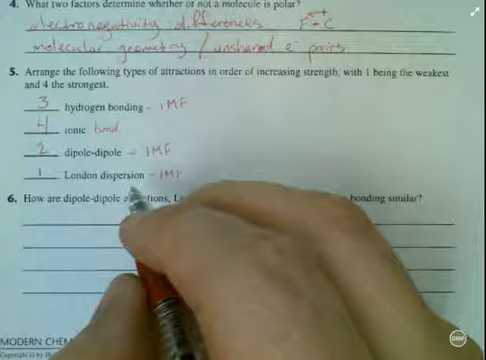 4. What two factors determine whether or not a molecule is polar?
electronegativity differences F - C
molecular geometry / unshared e⁻ pairs
5. Arrange the following types of attractions in order of increasing strength, with 1 being the weakest
and 4 the strongest.
3 hydrogen bonding - IMF
4 ionic bond
2 dipole-dipole - IMF
1 London dispersion - IMF
6. How are dipole-dipole bonding similar?
MODERN CHEM
Copyright © by